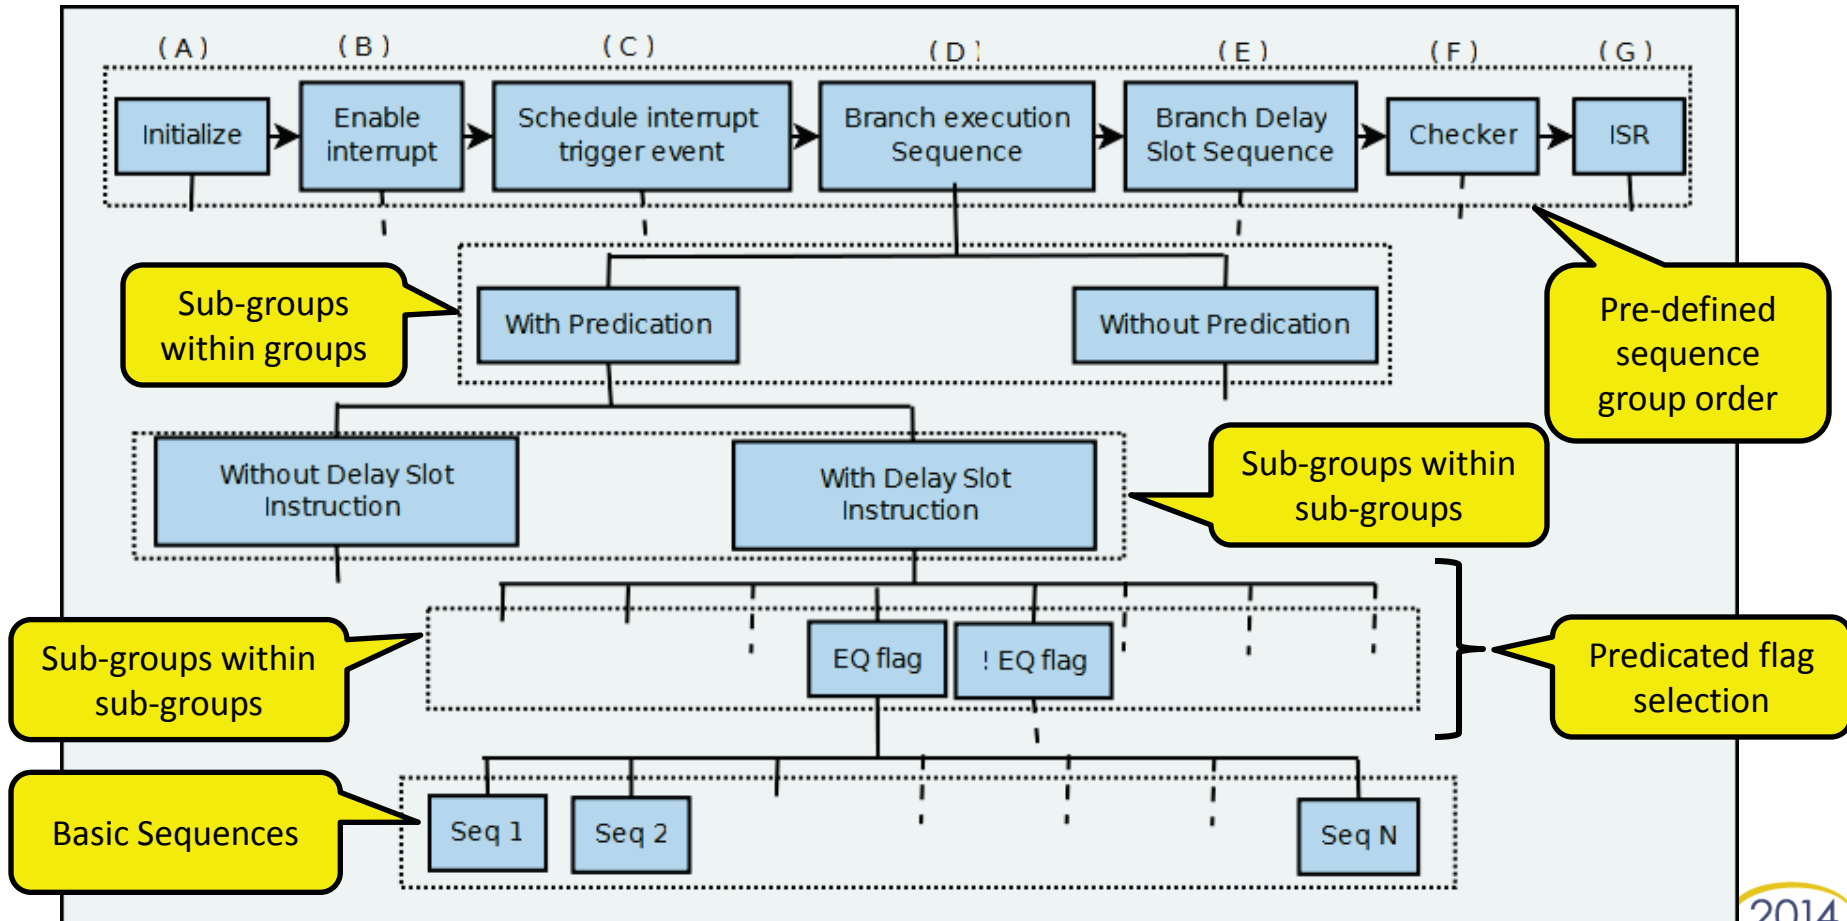 ( A )
( B )
( C )
( D )
( E )
( F )
( G )
Initialize
Enable
interrupt
Schedule interrupt
trigger event
Branch execution
Sequence
Branch Delay
Slot Sequence
Checker
ISR
Sub-groups
within groups
With Predication
Without Predication
Pre-defined
sequence
group order
Without Delay Slot
Instruction
With Delay Slot
Instruction
Sub-groups within
sub-groups
Sub-groups within
sub-groups
EQ flag
! EQ flag
Predicated flag
selection
Basic Sequences
Seq 1
Seq 2
Seq N
2014